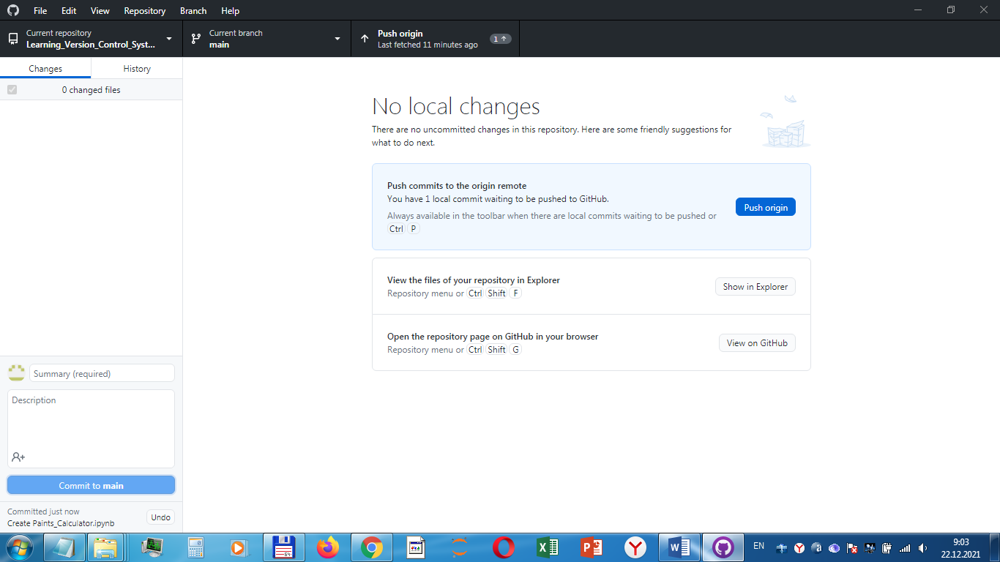 File Edit View Repository Branch Help
Current repository
Learning_Version_Control_Syst...
Current branch
main
Push origin
Last fetched 11 minutes ago
1
Changes
History
0 changed files
No local changes
There are no uncommitted changes in this repository. Here are some friendly suggestions for
what to do next.
Push commits to the origin remote
You have 1 local commit waiting to be pushed to GitHub.
Always available in the toolbar when there are local commits waiting to be pushed or
Ctrl P
Push origin
View the files of your repository in Explorer
Repository menu or Ctrl Shift F
Show in Explorer
Open the repository page on GitHub in your browser
Repository menu or Ctrl Shift G
View on GitHub
Summary (required)
Description
Commit to main
Committed just now
Create Paints_Calculator.ipynb
Undo
EN
9:03
22.12.2021